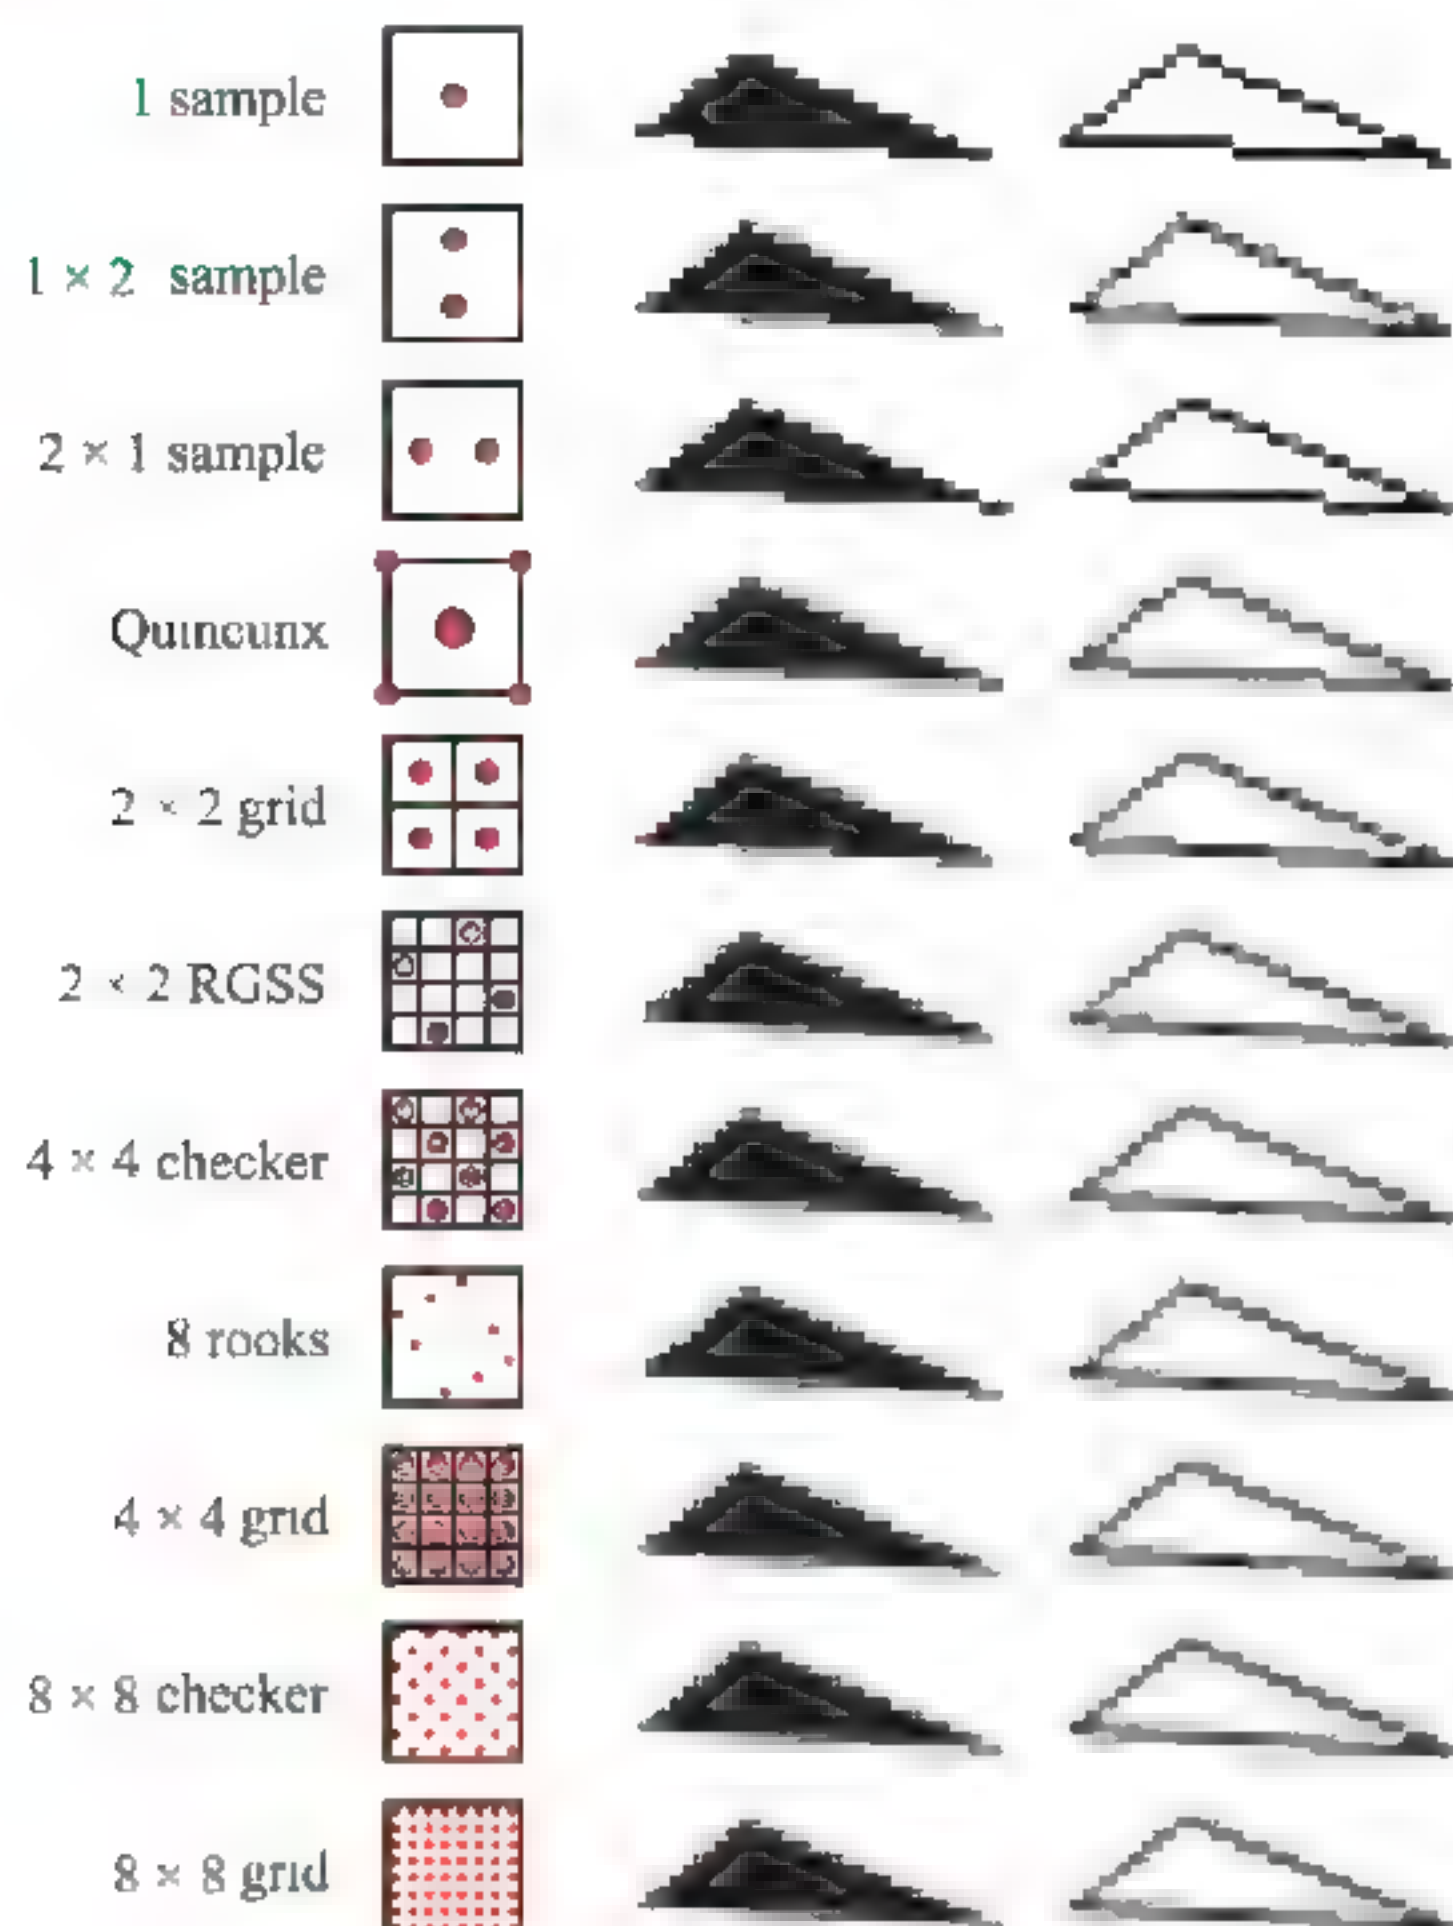 1 sample
1 × 2 sample
2 × 1 sample
Quincunx
2 × 2 grid
2 × 2 RGSS
4 × 4 checker
8 rooks
4 × 4 grid
8 × 8 checker
8 × 8 grid